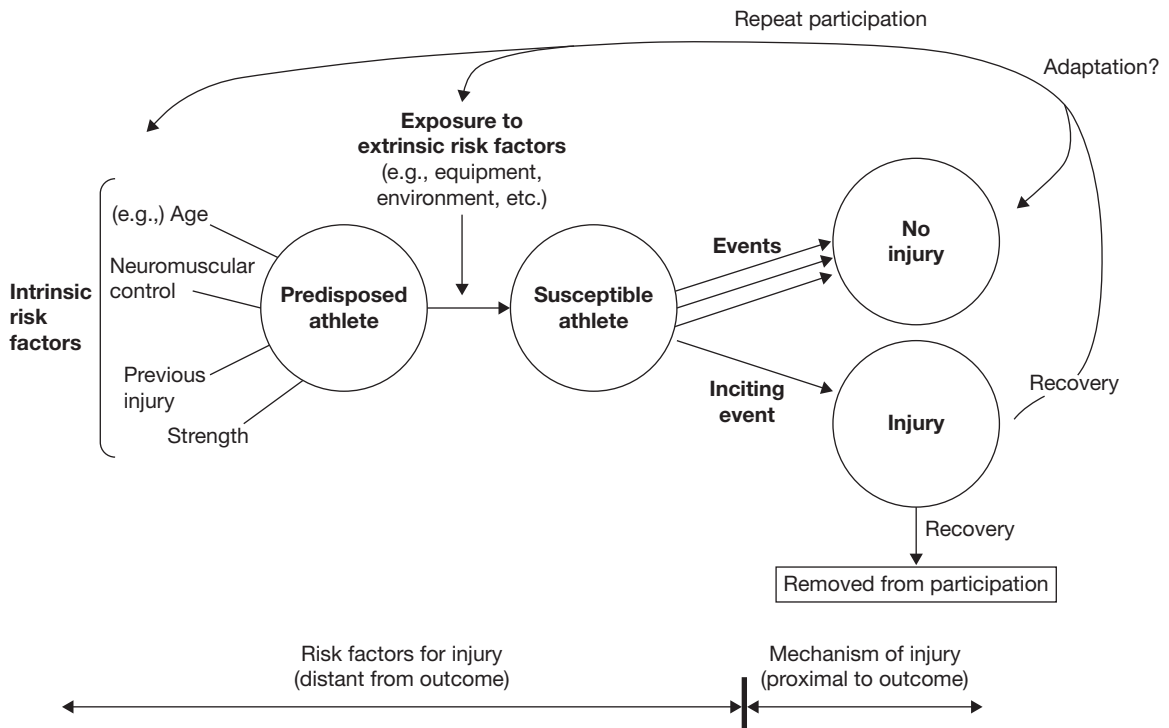 Repeat participation
Adaptation?
Exposure to
extrinsic risk factors
(e.g., equipment,
environment, etc.)
Intrinsic
risk
factors
(e.g.,) Age
Neuromuscular
control
Previous
injury
Strength
Predisposed
athlete
Susceptible
athlete
Events
Inciting
event
No
injury
Injury
Recovery
Recovery
Removed from participation
Risk factors for injury
(distant from outcome)
Mechanism of injury
(proximal to outcome)